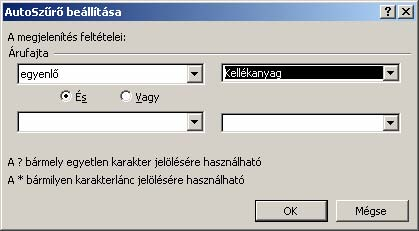 AutoSzűrő beállítása
A megjelenítés feltételei:
Árufajta
egyenlő Kellékanyag
És Vagy
A ? bármely egyetlen karakter jelölésére használható
A * bármilyen karakterlánc jelölésére használható
OK Mégse